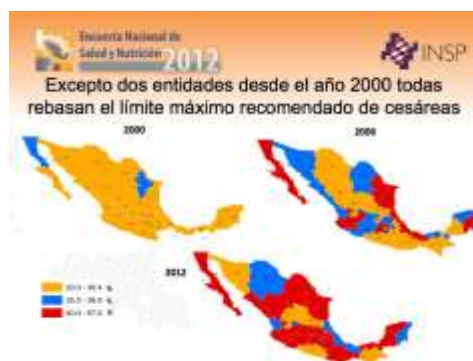 Encuesta Nacional de
Salud y Nutrición 2012
INSP
Excepto dos entidades desde el año 2000 todas
rebasan el límite máximo recomendado de cesáreas
2000
2006
2012